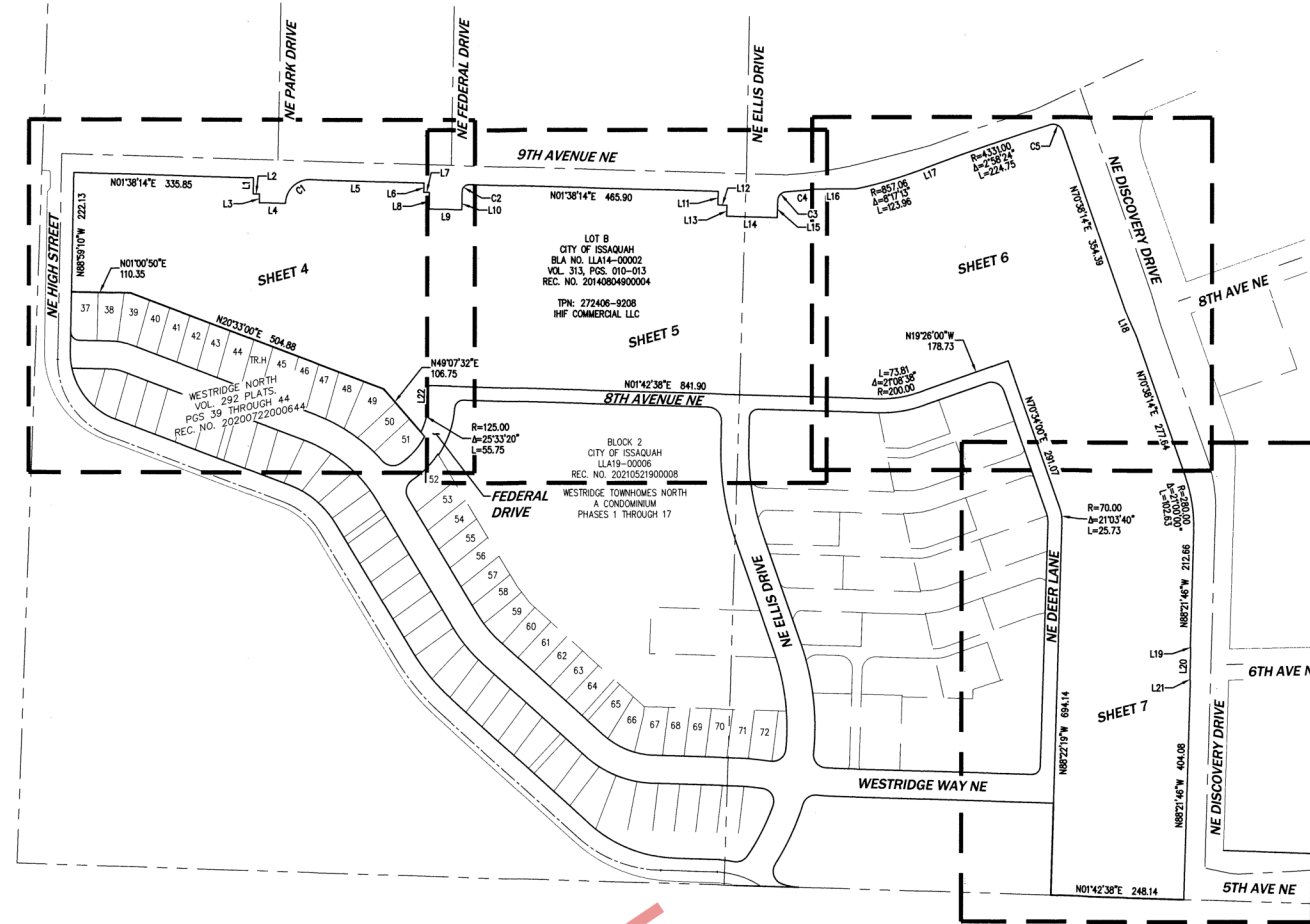 NE PARK DRIVE
NE FEDERAL DRIVE
NE ELLIS DRIVE
9TH AVENUE NE
N01°38'14"E 335.85
L1
L2
L3
L4
C1
L5
L6
L7
L8
L9
C2
L10
N01°38'14"E 465.90
L11
L12
L13
L14
C4
C3
L15
L16
R=857.06
Δ=8°17'13"
L=123.96
L17
R=4331.00
Δ=2°58'24"
L=224.75
C5
NE DISCOVERY DRIVE
N70°38'14"E 354.39
L18
8TH AVE NE
N70°38'14"E 277.64
NE HIGH STREET
N88°59'10"W 222.13
N01°00'50"E
110.35
SHEET 4
LOT B
CITY OF ISSAQUAH
BLA NO. LLA14-00002
VOL. 313, PGS. 010-013
REC. NO. 20140804900004
TPN: 272406-9208
IHIF COMMERCIAL LLC
SHEET 5
SHEET 6
37
38
39
40
41
42
43
44
TR.H
45
46
47
48
49
50
51
N20°33'00"E 504.88
WESTRIDGE NORTH
VOL. 292 PLATS.
PGS 39 THROUGH 44
REC. NO. 20200722000644
N49°07'32"E
106.75
L22
N01°42'38"E 841.90
8TH AVENUE NE
L=73.81
Δ=21°08'38"
R=200.00
N19°26'00"W
178.73
N70°34'00"E 291.07
R=125.00
Δ=25°33'20"
L=55.75
BLOCK 2
CITY OF ISSAQUAH
LLA19-00006
REC. NO. 20210521900008
WESTRIDGE TOWNHOMES NORTH
A CONDOMINIUM
PHASES 1 THROUGH 17
FEDERAL
DRIVE
52
53
54
55
56
57
58
59
60
61
62
63
64
65
66
67
68
69
70
71
72
NE ELLIS DRIVE
R=70.00
Δ=21°03'40"
L=25.73
R=280.00
Δ=21°00'00"
L=102.63
N88°21'46"W 212.66
NE DEER LANE
L19
L20
L21
6TH AVE N
SHEET 7
N88°22'19"W 694.14
N88°21'46"W 404.08
NE DISCOVERY DRIVE
WESTRIDGE WAY NE
N01°42'38"E 248.14
5TH AVE NE